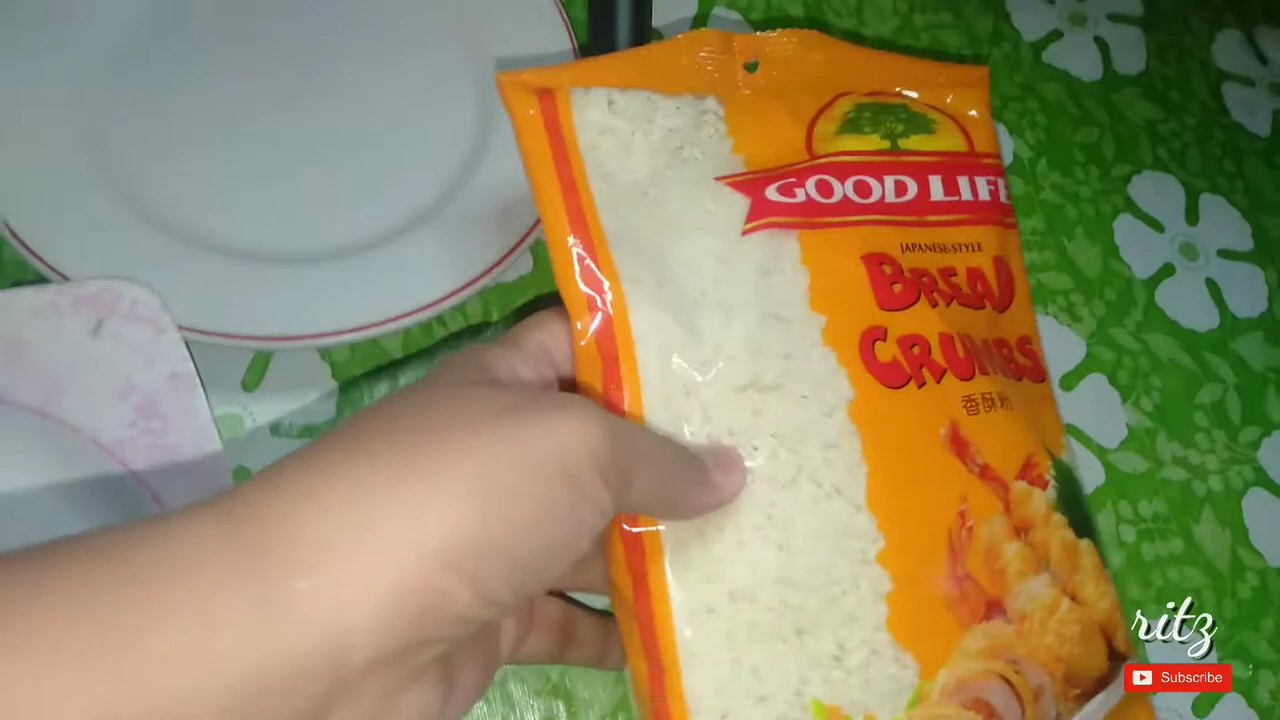 GOOD LIFE
JAPANESE-STYLE
BREAD
CRUMBS
香酥粉
ritz
Subscribe